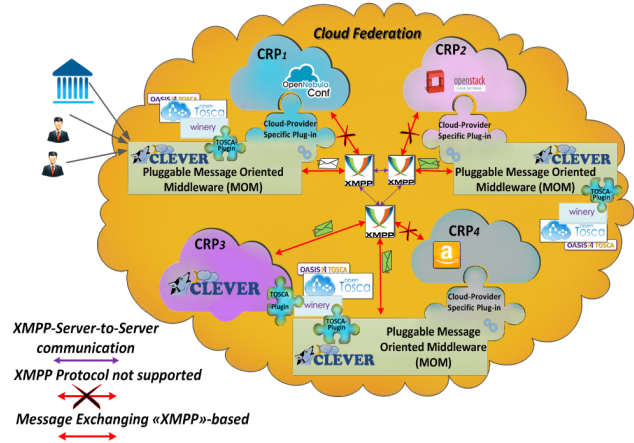 Cloud Federation
CRP1
OpenNebula
Conf
CRP2
openstack
CLOUD SOFTWARE
OASIS TOSCA
open
Tosca
winery
TOSCA-
Plugin
Cloud-Provider
Specific Plug-in
Cloud-Provider
Specific Plug-in
CLEVER
Pluggable Message Oriented
Middleware (MOM)
XMPP
XMPP
CLEVER
Pluggable Message Oriented
Middleware (MOM)
TOSCA-
Plugin
winery
open
Tosca
OASIS TOSCA
XMPP
CRP3
CLEVER
CRP4
a
Cloud-Provider
Specific Plug-in
OASIS TOSCA
open
Tosca
winery
TOSCA
Plugin
TOSCA-
Plugin
CLEVER
Pluggable Message
Oriented Middleware
(MOM)
XMPP-Server-to-Server
communication
XMPP Protocol not supported
Message Exchanging «XMPP»-based